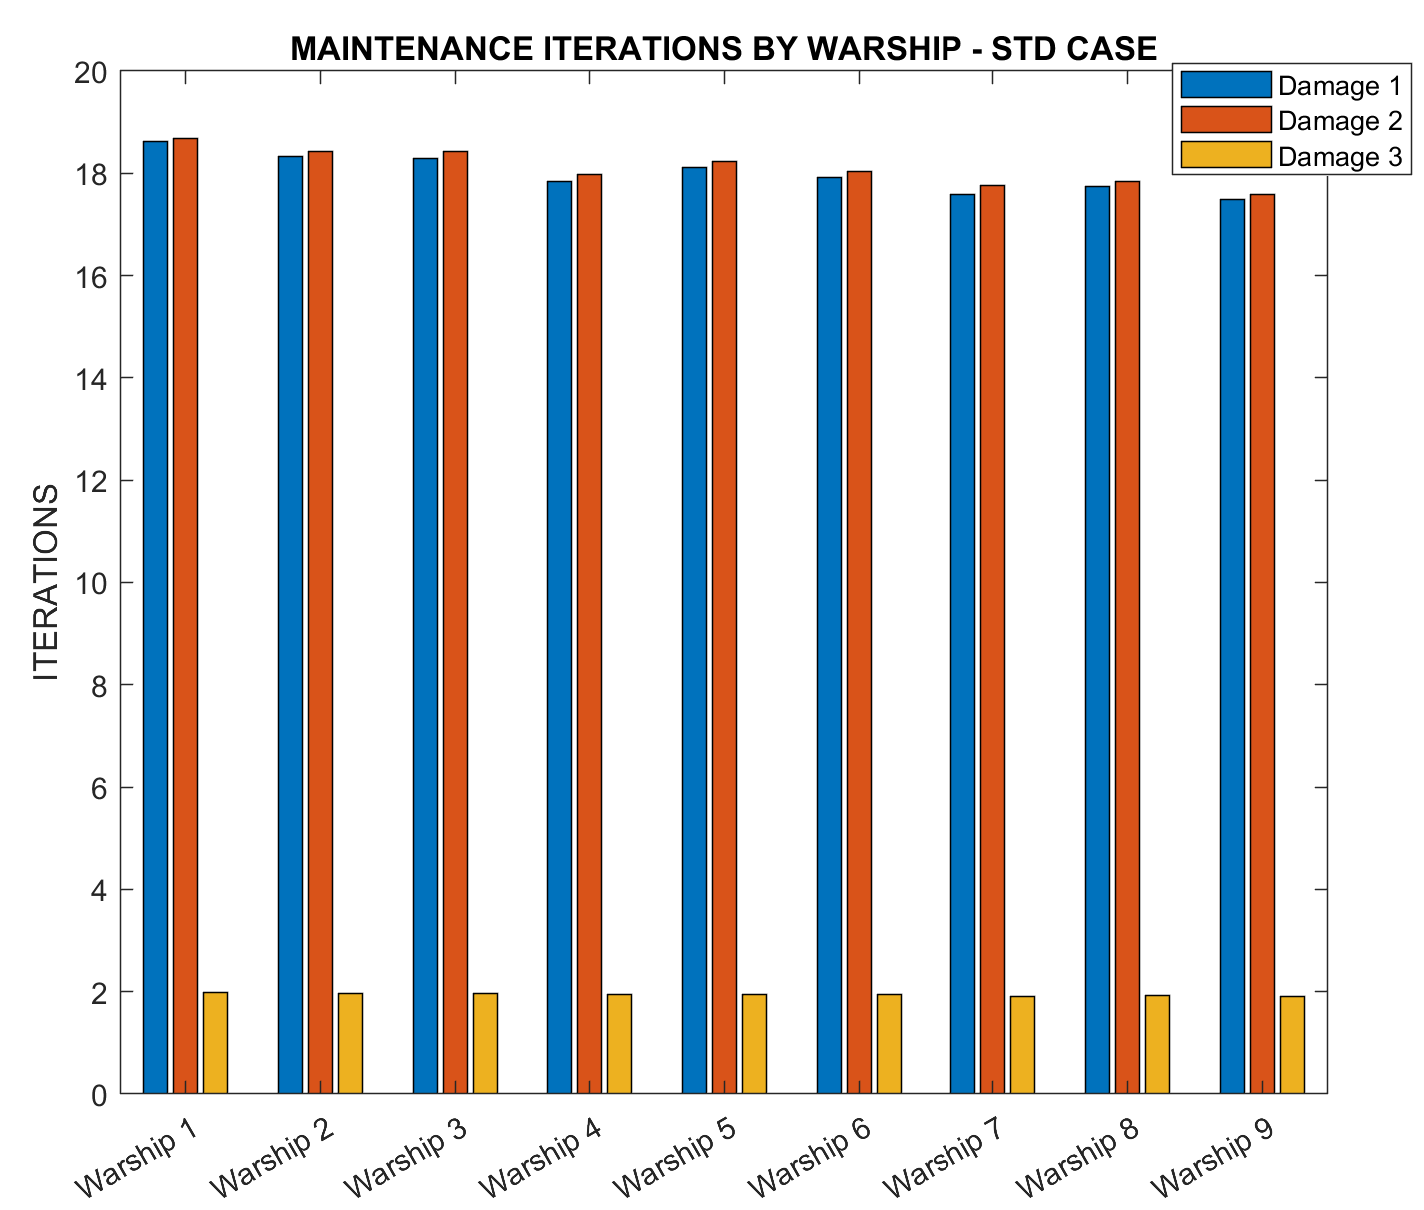 MAINTENANCE ITERATIONS BY WARSHIP - STD CASE
Damage 1
Damage 2
Damage 3
ITERATIONS
20
18
16
14
12
10
8
6
4
2
0
Warship 1
Warship 2
Warship 3
Warship 4
Warship 5
Warship 6
Warship 7
Warship 8
Warship 9